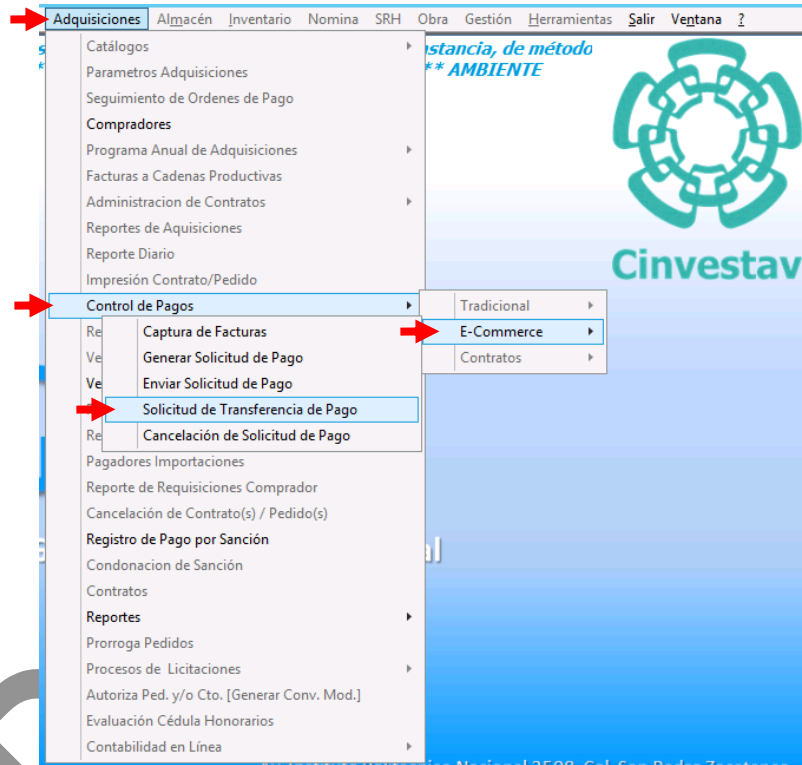 Adquisiciones Almacén Inventario Nomina SRH Obra Gestión Herramientas Salir Ventana ?
Catálogos
nstancia, de método
Parametros Adquisiciones
** AMBIENTE
Seguimiento de Ordenes de Pago
Compradores
Programa Anual de Adquisiciones
Facturas a Cadenas Productivas
Administracion de Contratos
Reportes de Aquisiciones
Reporte Diario
Cinvestav
Impresión Contrato/Pedido
Control de Pagos
Tradicional
Re
Captura de Facturas
E-Commerce
Ve
Generar Solicitud de Pago
Contratos
Ve
Enviar Solicitud de Pago
Solicitud de Transferencia de Pago
Re
Cancelación de Solicitud de Pago
Pagadores Importaciones
Reporte de Requisiciones Comprador
Cancelación de Contrato(s) / Pedido(s)
Registro de Pago por Sanción
Condonacion de Sanción
Contratos
Reportes
Prorroga Pedidos
Procesos de Licitaciones
Autoriza Ped. y/o Cto. [Generar Conv. Mod.]
Evaluación Cédula Honorarios
Contabilidad en Línea